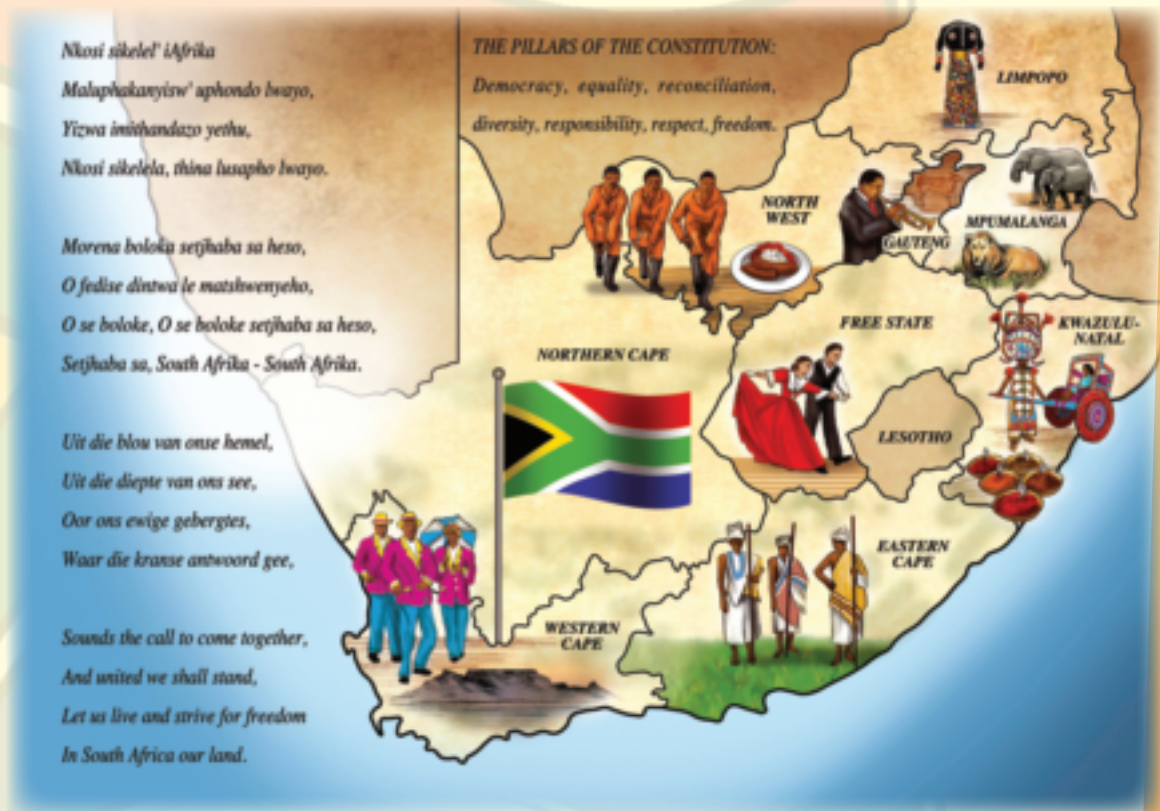 Nkosi sikelel' iAfrika
Maluphakanyisw' uphondo lwayo,
Yizwa imithandazo yethu,
Nkosi sikelela, thina lusapho lwayo.
Morena boloka setjhaba sa heso,
O fedise dintwa le matshwenyeho,
O se boloke, O se boloke setjhaba sa heso,
Setjhaba sa, South Afrika - South Afrika.
Uit die blou van onse hemel,
Uit die diepte van ons see,
Oor ons ewige gebergtes,
Waar die kranse antwoord gee,
Sounds the call to come together,
And united we shall stand,
Let us live and strive for freedom
In South Africa our land.
THE PILLARS OF THE CONSTITUTION:
Democracy, equality, reconciliation,
diversity, responsibility, respect, freedom.
LIMPOPO
NORTH
WEST
MPUMALANGA
GAUTENG
FREE STATE
KWAZULU-
NATAL
NORTHERN CAPE
LESOTHO
EASTERN
CAPE
WESTERN
CAPE